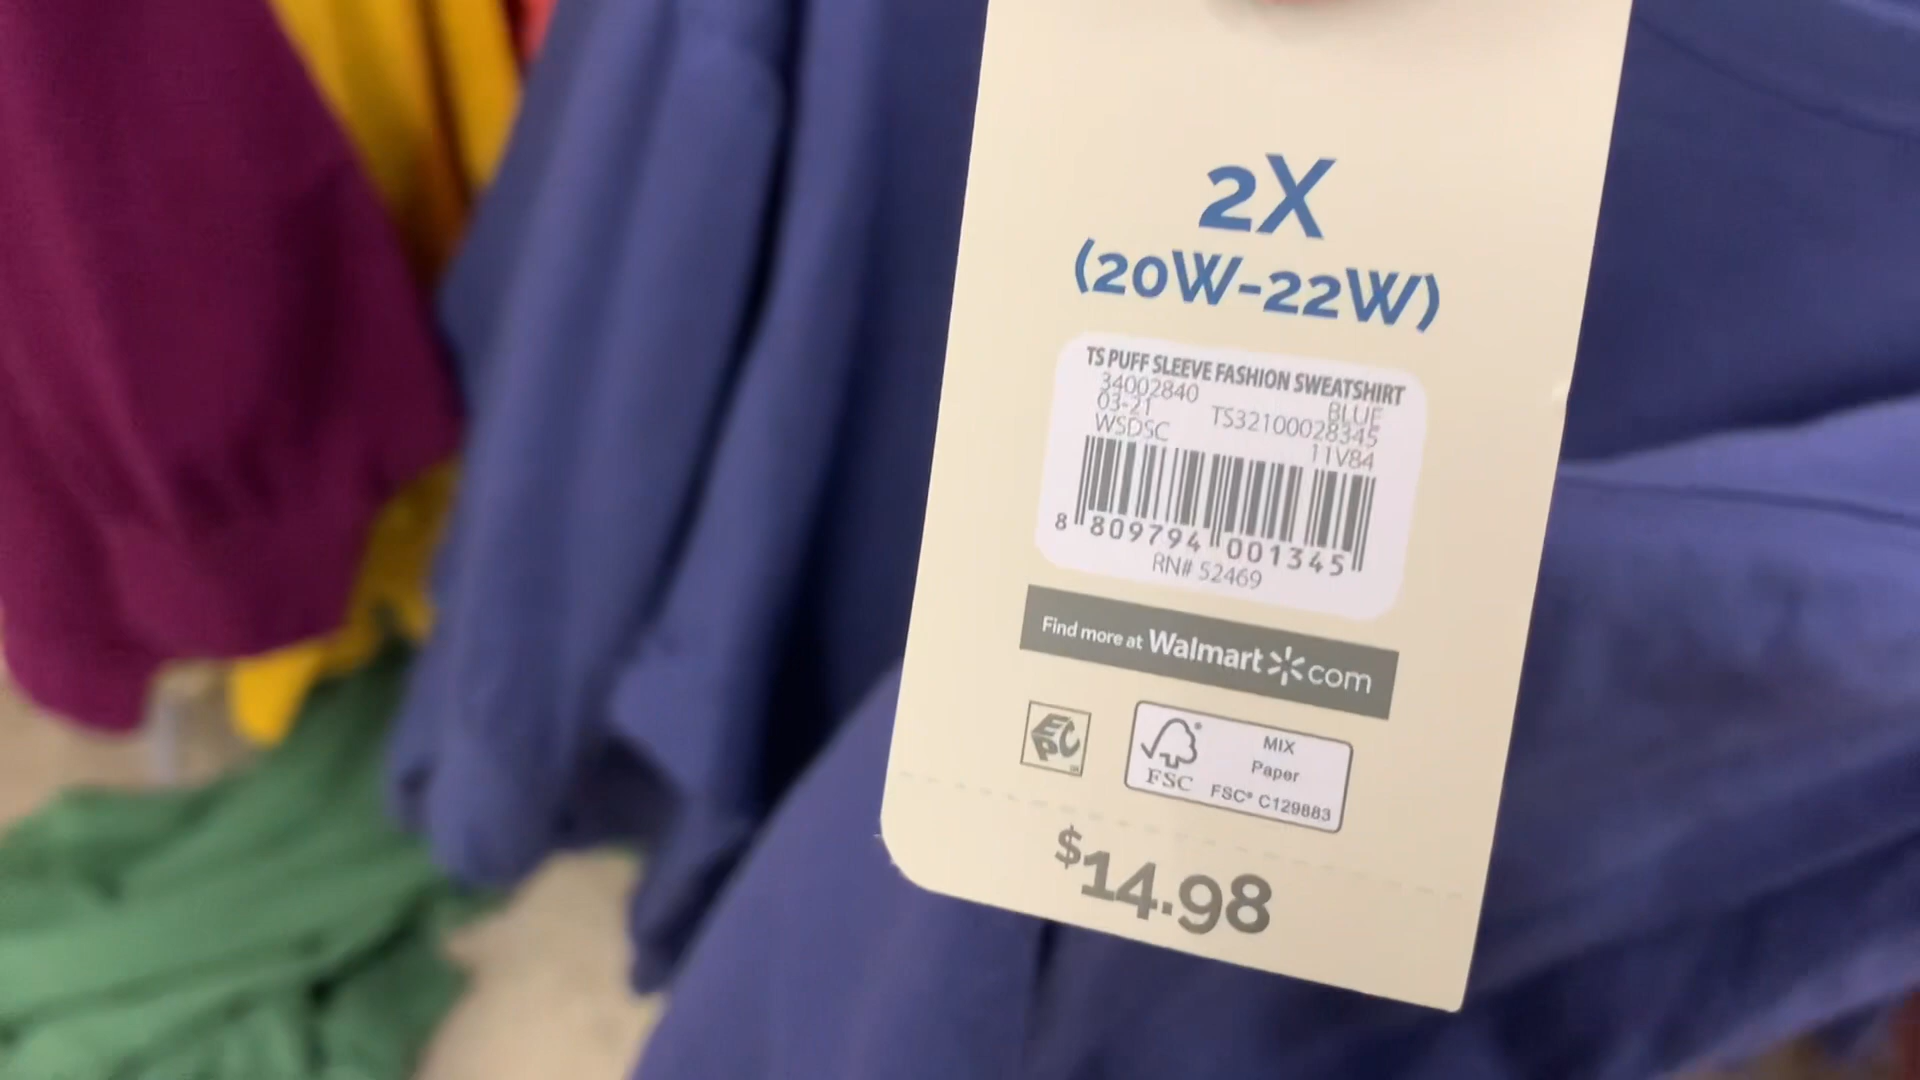 2X
(20W-22W)
TS PUFF SLEEVE FASHION SWEATSHIRT
34002840
BLUE
03-21
TS32100028345
WSDSC
11V84
8 809794 001345
RN# 52469
Find more at Walmart com
EPC
FSC
MIX
Paper
FSC® C129883
$14.98